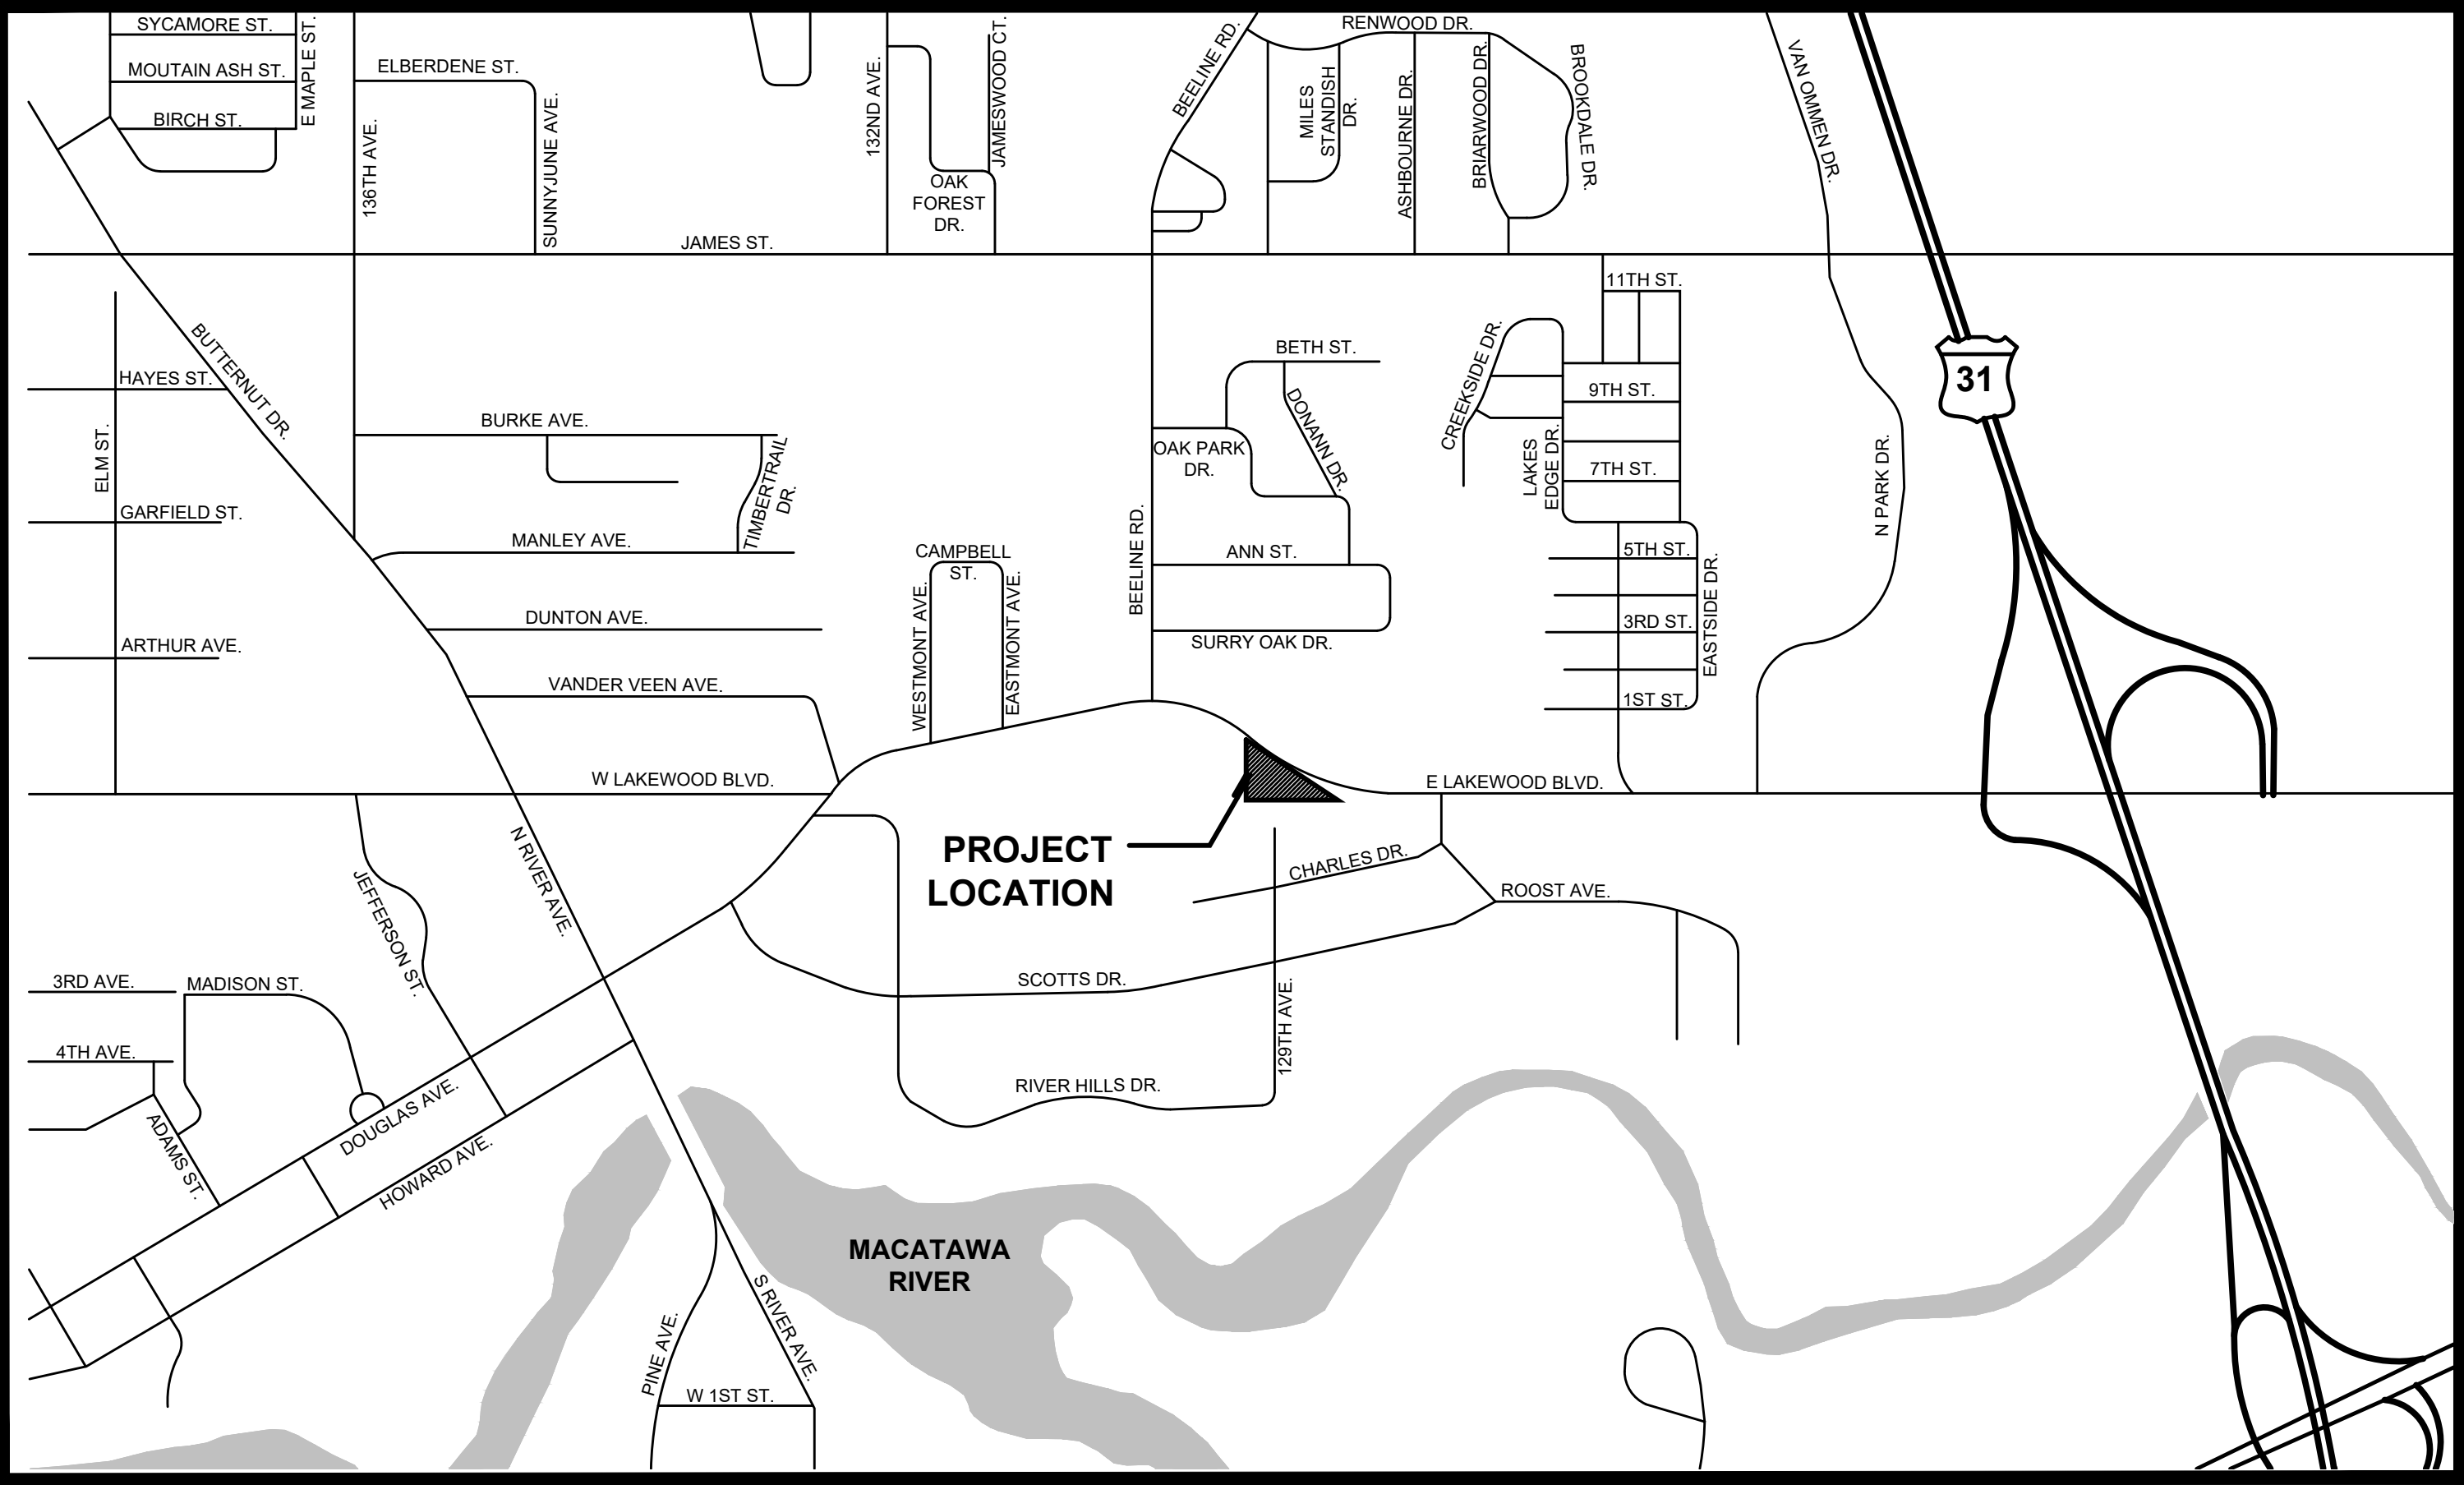 SYCAMORE ST.
MOUTAIN ASH ST.
BIRCH ST.
E MAPLE ST.
136TH AVE.
ELBERDENE ST.
SUNNYJUNE AVE.
132ND AVE.
JAMESWOOD CT.
OAK
FOREST
DR.
JAMES ST.
BEELINE RD.
RENWOOD DR.
MILES
STANDISH
DR.
ASHBOURNE DR.
BRIARWOOD DR.
BROOKDALE DR.
VAN OMMEN DR.
31
11TH ST.
9TH ST.
7TH ST.
5TH ST.
3RD ST.
1ST ST.
LAKES
EDGE DR.
EASTSIDE DR.
CREEKSIDE DR.
N PARK DR.
BETH ST.
DONANN DR.
OAK PARK
DR.
ANN ST.
SURRY OAK DR.
BEELINE RD.
CAMPBELL
ST.
WESTMONT AVE.
EASTMONT AVE.
BUTTERNUT DR.
HAYES ST.
ELM ST.
GARFIELD ST.
ARTHUR AVE.
BURKE AVE.
TIMBERTRAIL
DR.
MANLEY AVE.
DUNTON AVE.
VANDER VEEN AVE.
W LAKEWOOD BLVD.
E LAKEWOOD BLVD.
PROJECT
LOCATION
N RIVER AVE.
JEFFERSON ST.
CHARLES DR.
ROOST AVE.
SCOTTS DR.
129TH AVE.
RIVER HILLS DR.
3RD AVE.
MADISON ST.
4TH AVE.
ADAMS ST.
DOUGLAS AVE.
HOWARD AVE.
MACATAWA
RIVER
PINE AVE.
S RIVER AVE.
W 1ST ST.